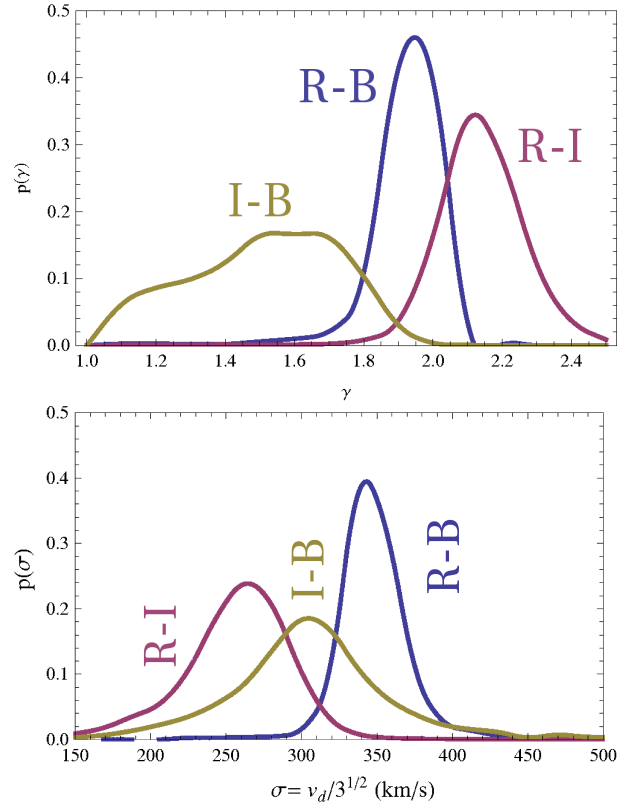 0.5
0.4
0.3
0.2
0.1
0.0
p(γ)
R-B
R-I
I-B
1.0 1.2 1.4 1.6 1.8 2.0 2.2 2.4
γ
0.5
0.4
0.3
0.2
0.1
0.0
p(σ)
R-I
I-B
R-B
150 200 250 300 350 400 450 500
σ= v_d/3^{1/2} (km/s)